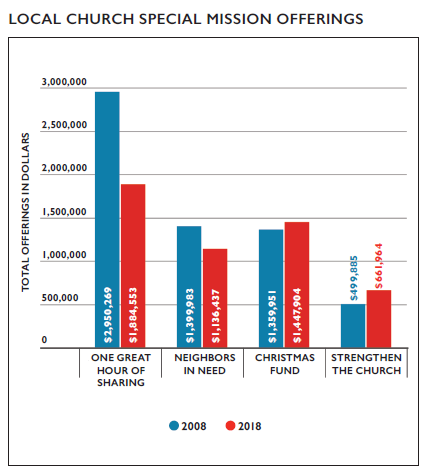 LOCAL CHURCH SPECIAL MISSION OFFERINGS
TOTAL OFFERINGS IN DOLLARS
3,000,000
2,500,000
2,000,000
1,500,000
1,000,000
500,000
0
$2,950,269
$1,884,553
$1,399,683
$1,136,437
$1,359,651
$1,447,904
$499,885
$661,964
ONE GREAT
HOUR OF
SHARING
NEIGHBORS
IN NEED
CHRISTMAS
FUND
STRENGTHEN
THE CHURCH
2008
2018